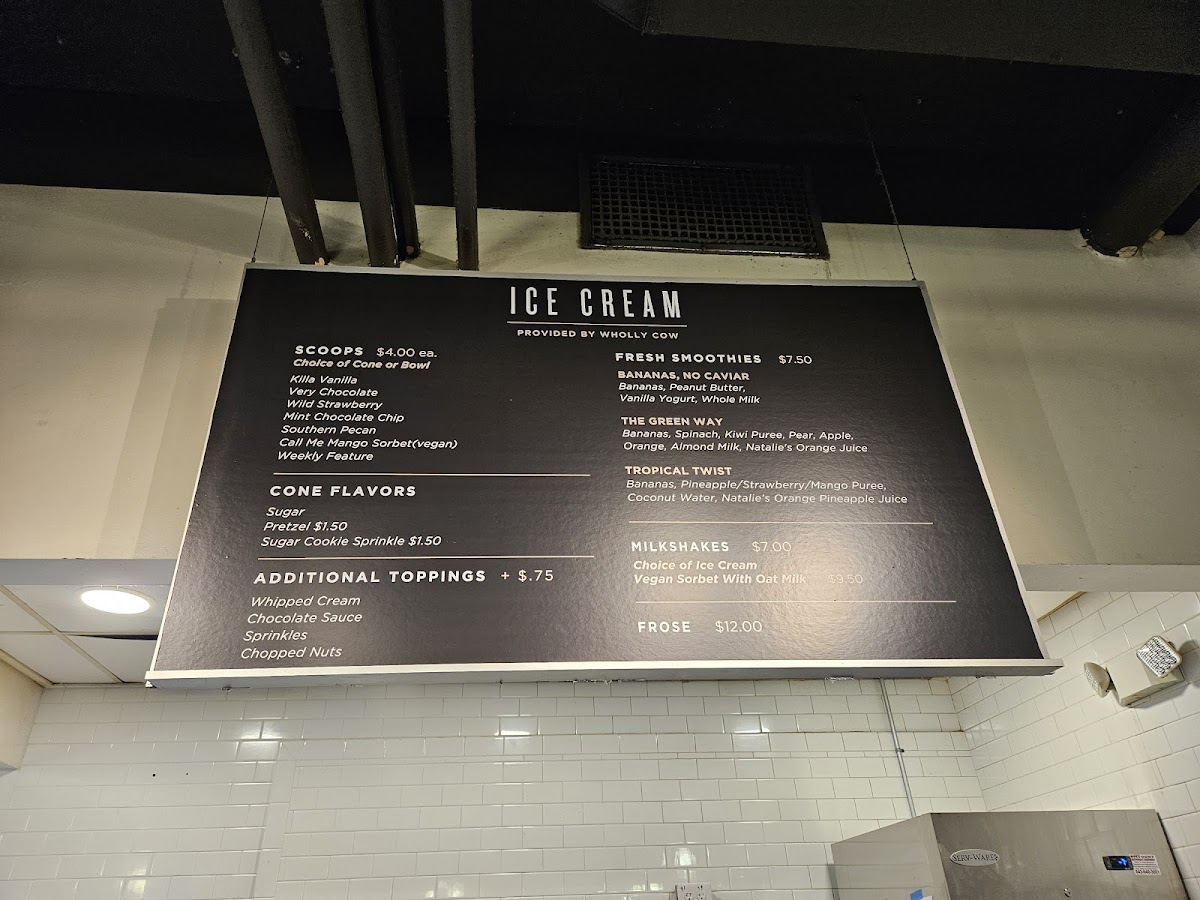 ICE CREAM
PROVIDED BY WHOLLY COW
SCOOPS $4.00 ea.
Choice of Cone or Bowl
Killa Vanilla
Very Chocolate
Wild Strawberry
Mint Chocolate Chip
Southern Pecan
Call Me Mango Sorbet(vegan)
Weekly Feature
CONE FLAVORS
Sugar
Pretzel $1.50
Sugar Cookie Sprinkle $1.50
ADDITIONAL TOPPINGS + $.75
Whipped Cream
Chocolate Sauce
Sprinkles
Chopped Nuts
FRESH SMOOTHIES $7.50
BANANAS, NO CAVIAR
Bananas, Peanut Butter,
Vanilla Yogurt, Whole Milk
THE GREEN WAY
Bananas, Spinach, Kiwi Puree, Pear, Apple,
Orange, Almond Milk, Natalie's Orange Juice
TROPICAL TWIST
Bananas, Pineapple/Strawberry/Mango Puree,
Coconut Water, Natalie's Orange Pineapple Juice
MILKSHAKES $7.00
Choice of Ice Cream
Vegan Sorbet With Oat Milk $9.50
FROSE $12.00
SERV-WARE